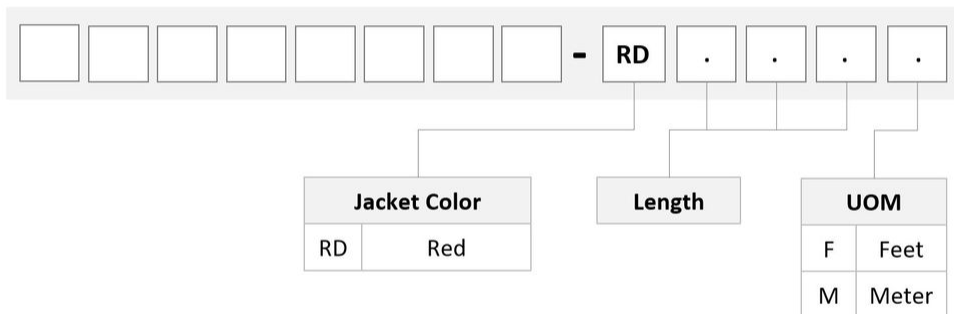 - RD . . . .
Jacket Color
RD Red
Length
UOM
F Feet
M Meter